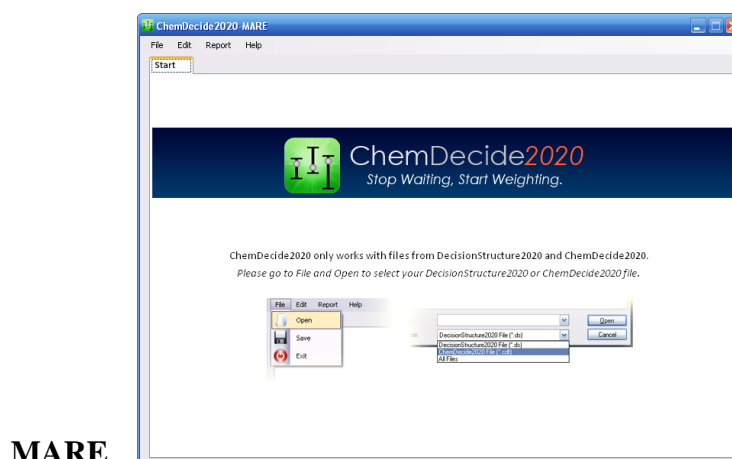 ChemDecide2020-MARE
File Edit Report Help
Start
ChemDecide2020
Stop Waiting, Start Weighting.
ChemDecide2020 only works with files from DecisionStructure2020 and ChemDecide2020.
Please go to File and Open to select your DecisionStructure2020 or ChemDecide2020 file.
File Edit Report Help
Open
Save
Exit
Open
DecisionStructure2020 File (*.ds)
Cancel
DecisionStructure2020 File (*.ds)
ChemDecide2020 File (*.cdt)
All Files
MARE